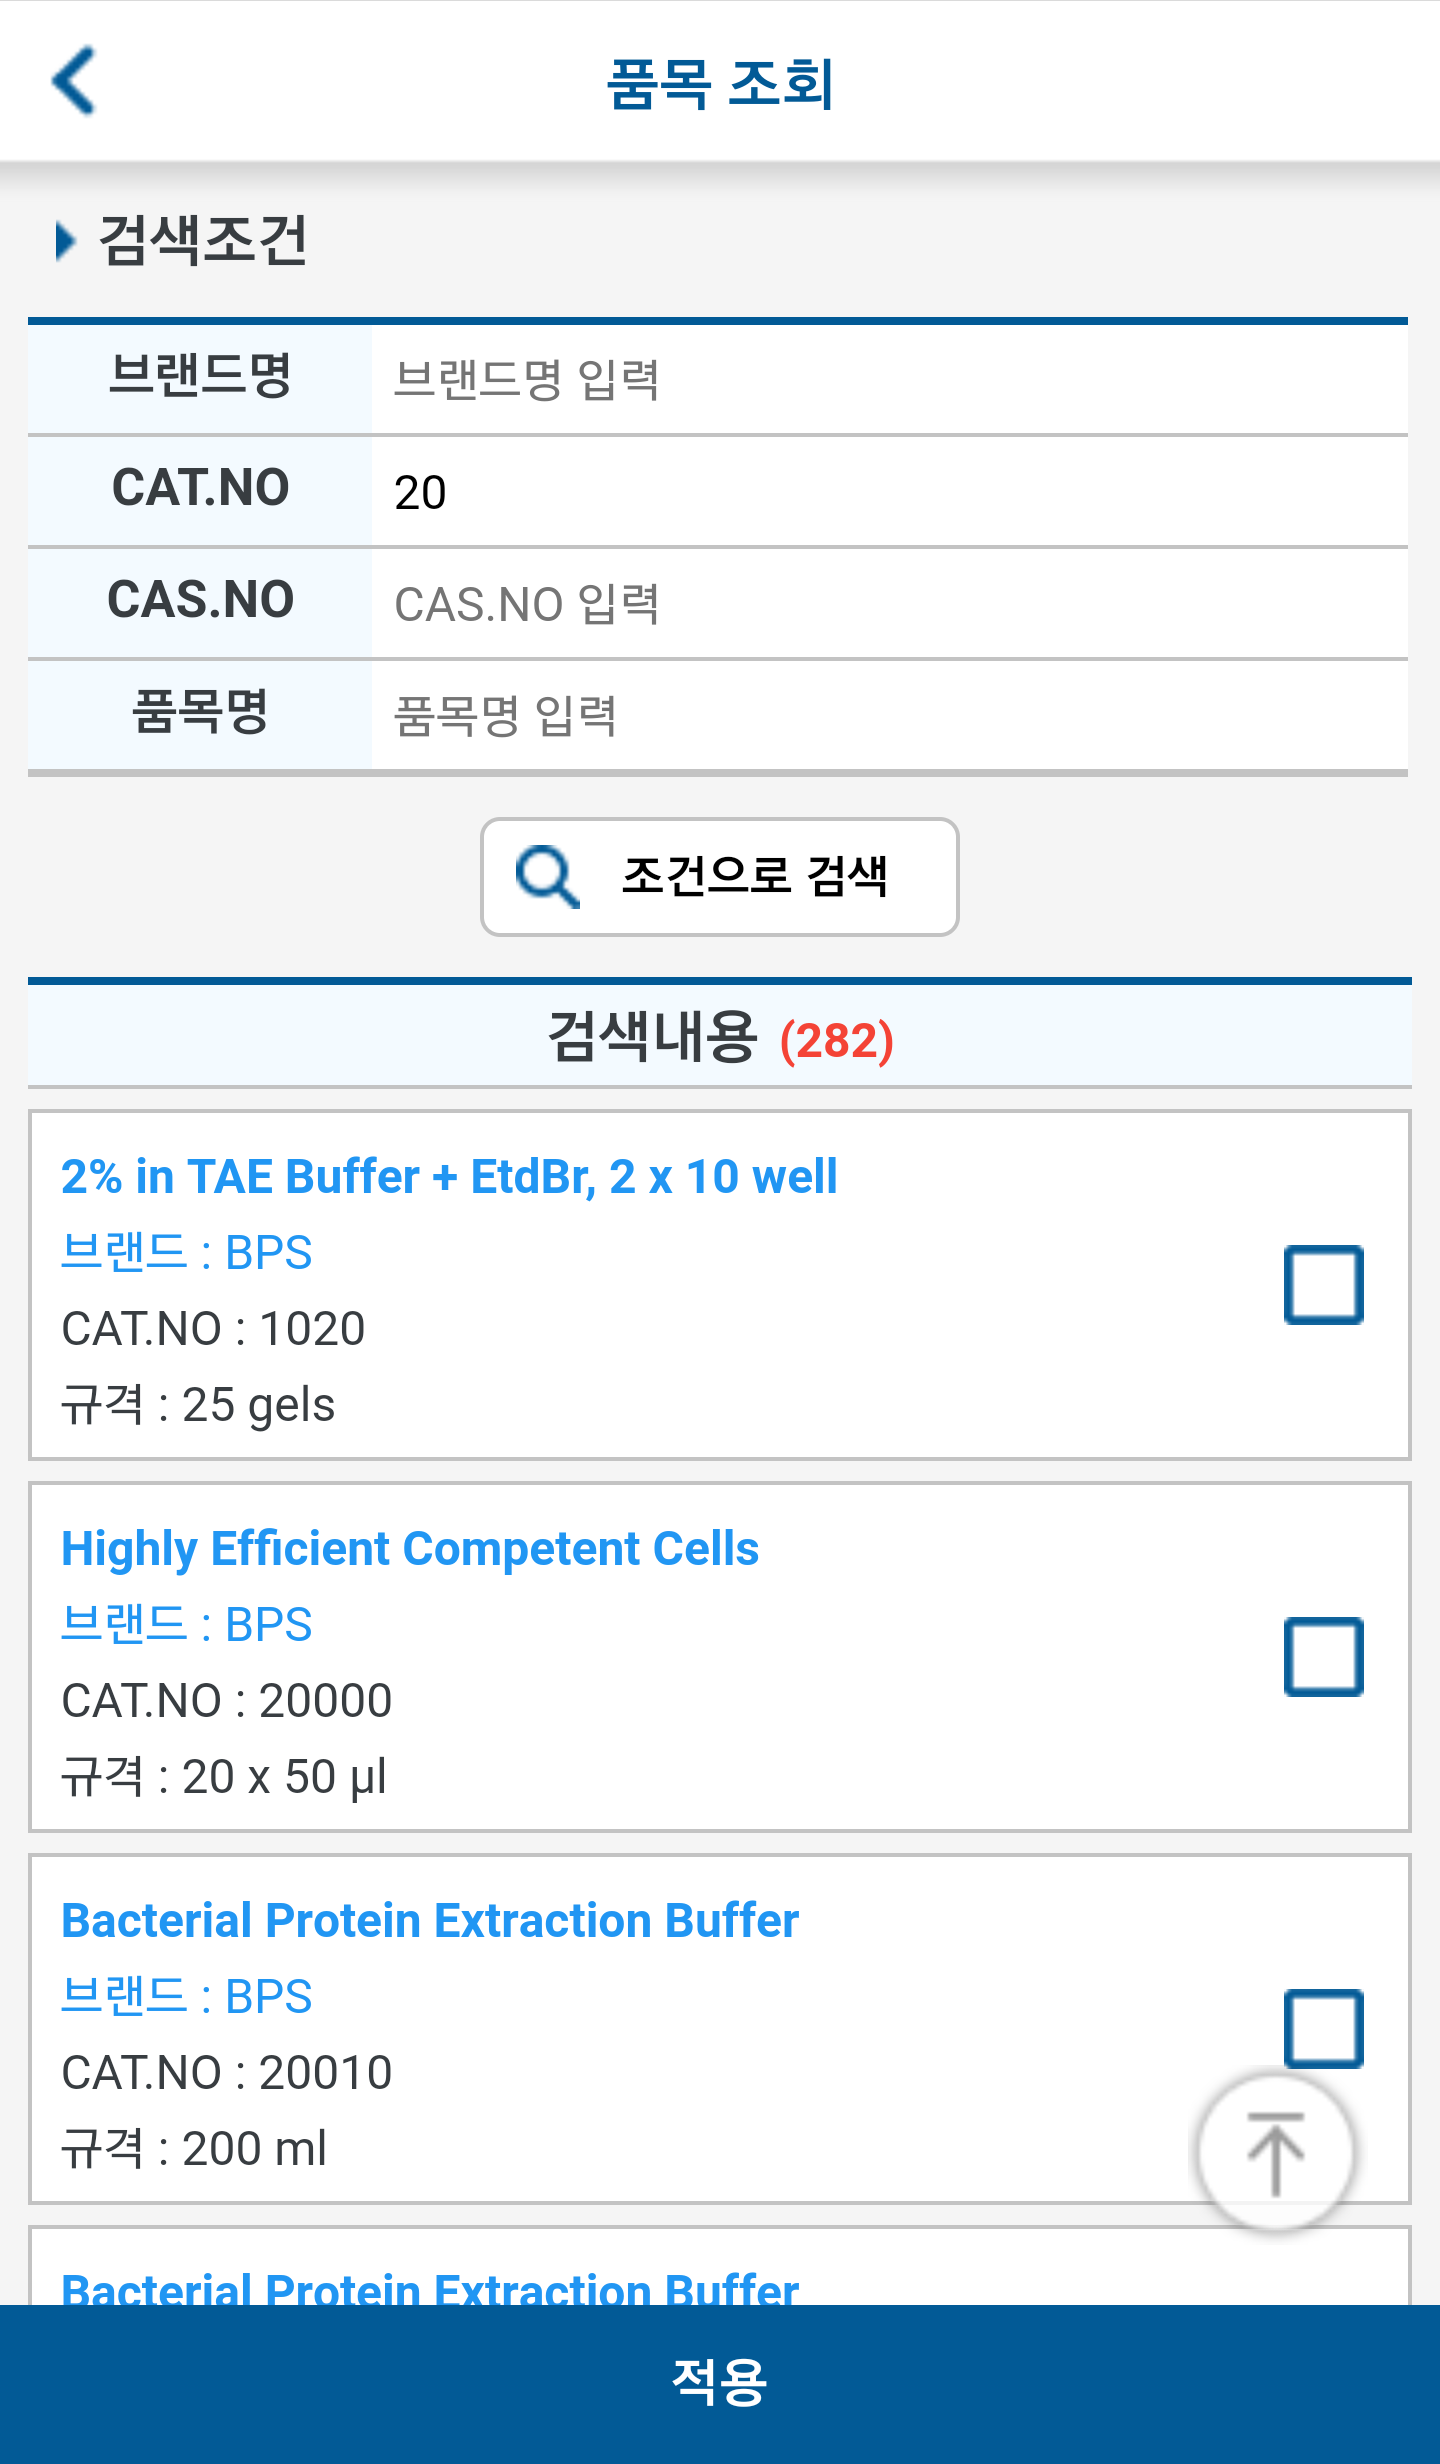 품목 조회
검색조건
브랜드명 브랜드명 입력
CAT.NO 20
CAS.NO CAS.NO 입력
품목명 품목명 입력
조건으로 검색
검색내용 (282)
2% in TAE Buffer + EtdBr, 2 x 10 well
브랜드 : BPS
CAT.NO : 1020
규격 : 25 gels
Highly Efficient Competent Cells
브랜드 : BPS
CAT.NO : 20000
규격 : 20 x 50 µl
Bacterial Protein Extraction Buffer
브랜드 : BPS
CAT.NO : 20010
규격 : 200 ml
Bacterial Protein Extraction Buffer
적용